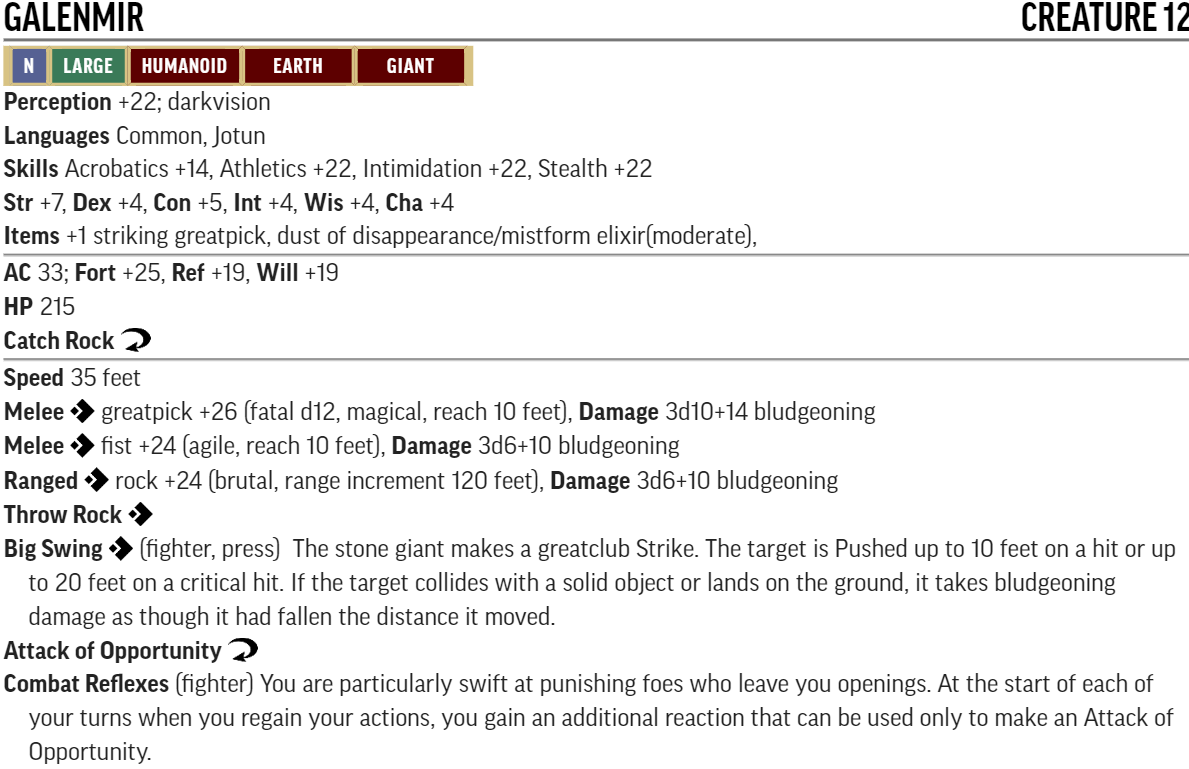 GALENMIR CREATURE 12
N LARGE HUMANOID EARTH GIANT
Perception +22; darkvision
Languages Common, Jotun
Skills Acrobatics +14, Athletics +22, Intimidation +22, Stealth +22
Str +7, Dex +4, Con +5, Int +4, Wis +4, Cha +4
Items +1 striking greatpick, dust of disappearance/mistform elixir(moderate),
AC 33; Fort +25, Ref +19, Will +19
HP 215
Catch Rock
Speed 35 feet
Melee greatpick +26 (fatal d12, magical, reach 10 feet), Damage 3d10+14 bludgeoning
Melee fist +24 (agile, reach 10 feet), Damage 3d6+10 bludgeoning
Ranged rock +24 (brutal, range increment 120 feet), Damage 3d6+10 bludgeoning
Throw Rock
Big Swing (fighter, press) The stone giant makes a greatclub Strike. The target is Pushed up to 10 feet on a hit or up
to 20 feet on a critical hit. If the target collides with a solid object or lands on the ground, it takes bludgeoning
damage as though it had fallen the distance it moved.
Attack of Opportunity
Combat Reflexes (fighter) You are particularly swift at punishing foes who leave you openings. At the start of each of
your turns when you regain your actions, you gain an additional reaction that can be used only to make an Attack of
Opportunity.